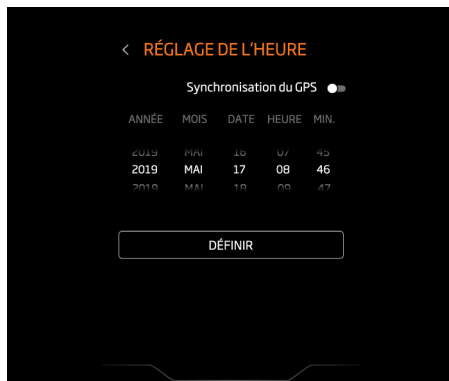 < RÉGLAGE DE L'HEURE
Synchronisation du GPS
ANNÉE MOIS DATE HEURE MIN.
2019 MAI 16 07 45
2019 MAI 17 08 46
2019 MAI 18 09 47
DÉFINIR